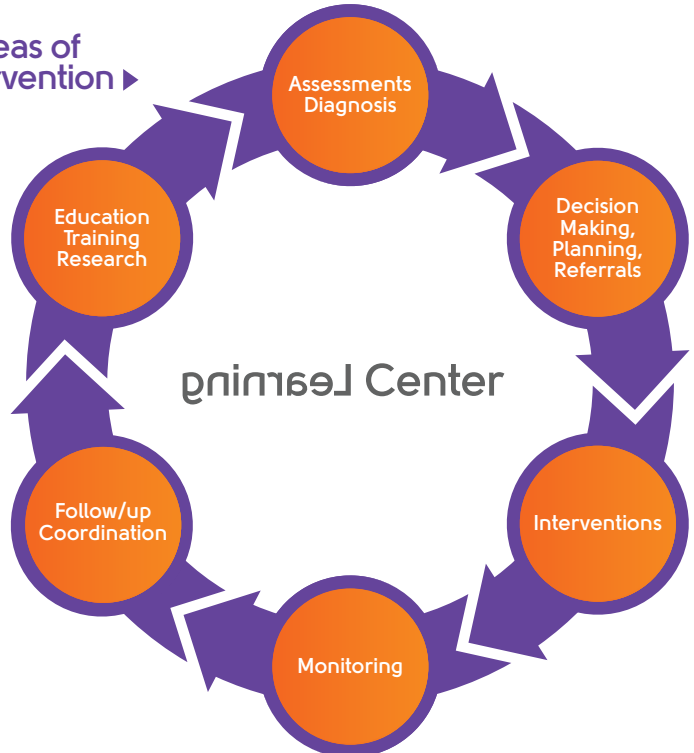 eas of
rvention ▶
Assessments
Diagnosis
Decision
Making,
Planning,
Referrals
Interventions
Monitoring
Follow/up
Coordination
Education
Training
Research
Learning Center